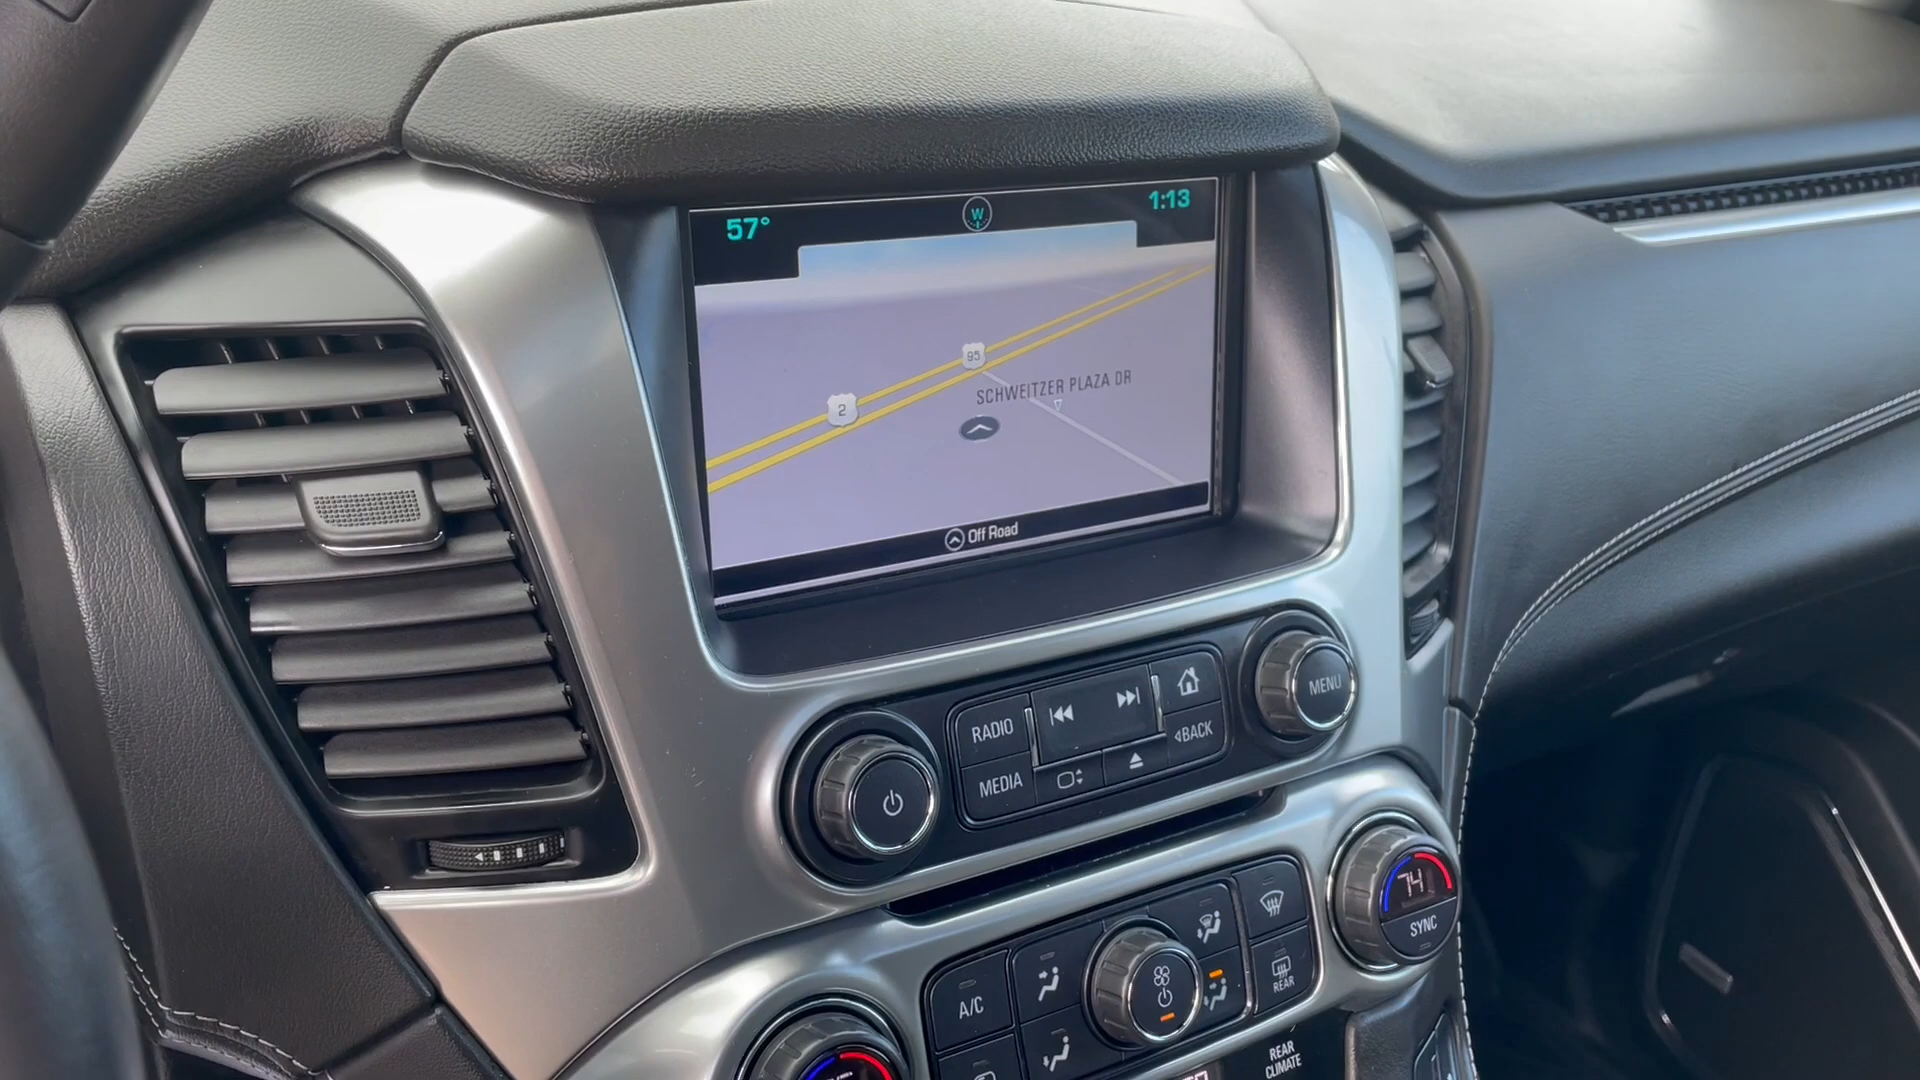 57°
W
1:13
95
SCHWEITZER PLAZA DR
2
Off Road
RADIO
MEDIA
BACK
MENU
74
SYNC
A/C
REAR
REAR
CLIMATE